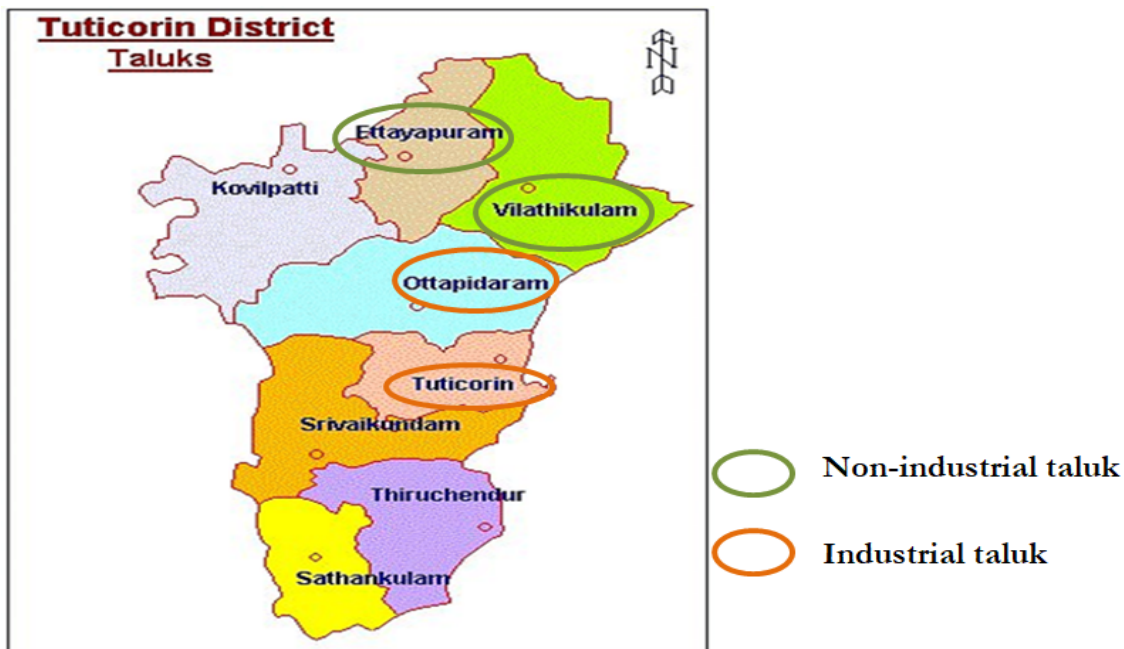 Tuticorin District
Taluks
N
Ettayapuram
Kovilpatti
Vilathikulam
Ottapidaram
Tuticorin
Srivaikundam
Thiruchendur
Sathankulam
Non-industrial taluk
Industrial taluk